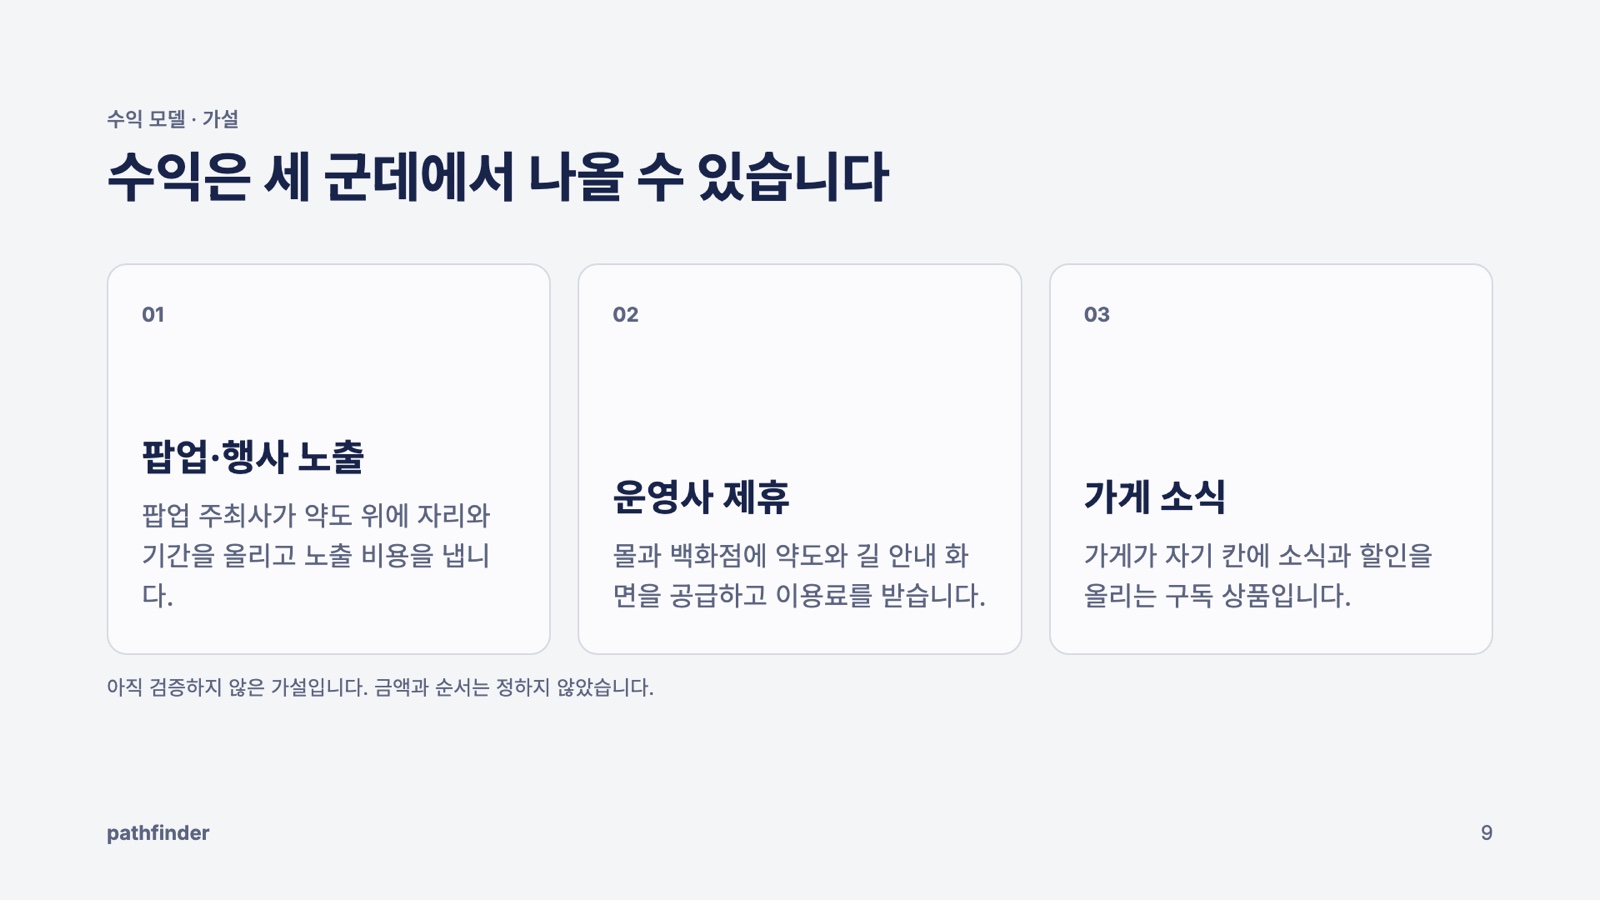 수익 모델 · 가설
수익은 세 군데에서 나올 수 있습니다
01
팝업·행사 노출
팝업 주최사가 약도 위에 자리와
기간을 올리고 노출 비용을 냅니
다.
02
운영사 제휴
몰과 백화점에 약도와 길 안내 화
면을 공급하고 이용료를 받습니다.
03
가게 소식
가게가 자기 칸에 소식과 할인을
올리는 구독 상품입니다.
아직 검증하지 않은 가설입니다. 금액과 순서는 정하지 않았습니다.
pathfinder
9